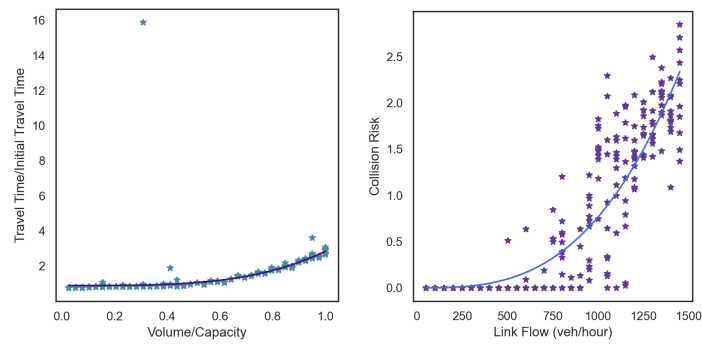 16
14
12
10
8
6
4
2
Travel Time/Initial Travel Time
0.0 0.2 0.4 0.6 0.8 1.0
Volume/Capacity
2.5
2.0
1.5
1.0
0.5
0.0
Collision Risk
0 250 500 750 1000 1250 1500
Link Flow (veh/hour)